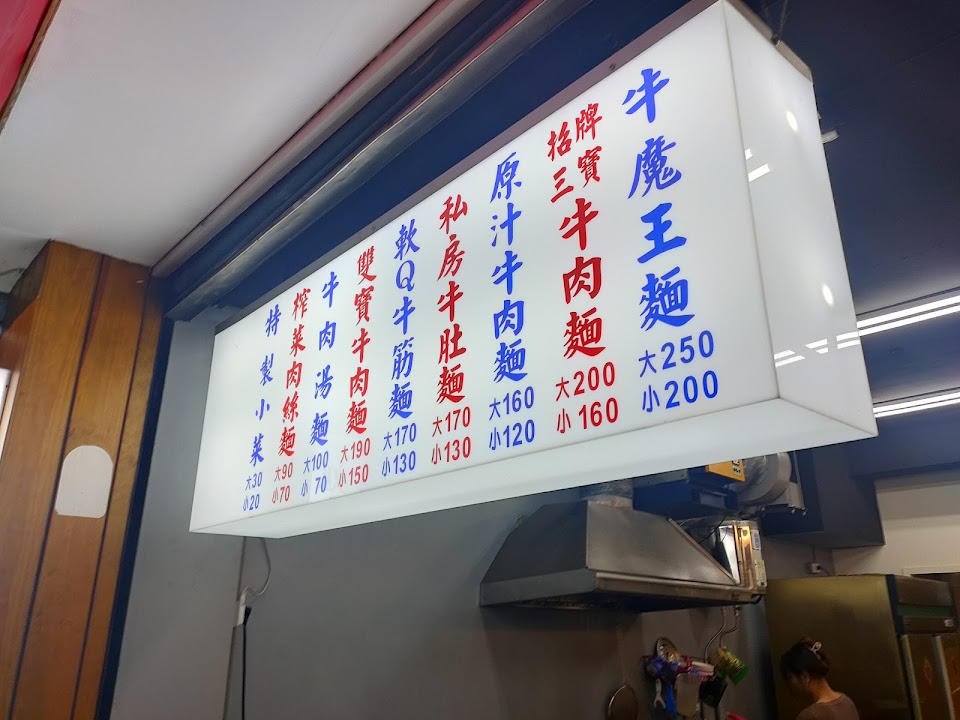 牛魔王麵 大250 小200
招牌三寶牛肉麵 大200 小160
原汁牛肉麵 大160 小120
私房牛肚麵 大170 小130
軟Q牛筋麵 大170 小130
雙寶牛肉麵 大190 小150
牛肉湯麵 大100 小70
榨菜肉絲麵 大90 小70
特製小菜 大30 小20